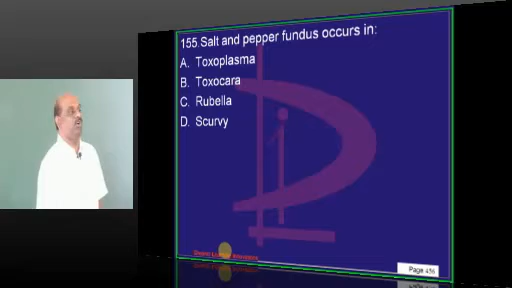 155.Salt and pepper fundus occurs in:
A. Toxoplasma
B. Toxocara
C. Rubella
D. Scurvy
Page 456